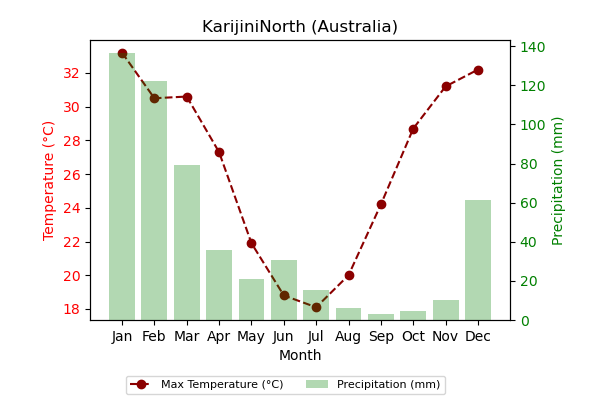 KarijiniNorth (Australia)
Temperature (°C)
32
30
28
26
24
22
20
18
140
120
100
80
60
40
20
0
Precipitation (mm)
Jan Feb Mar Apr May Jun Jul Aug Sep Oct Nov Dec
Month
Max Temperature (°C) Precipitation (mm)